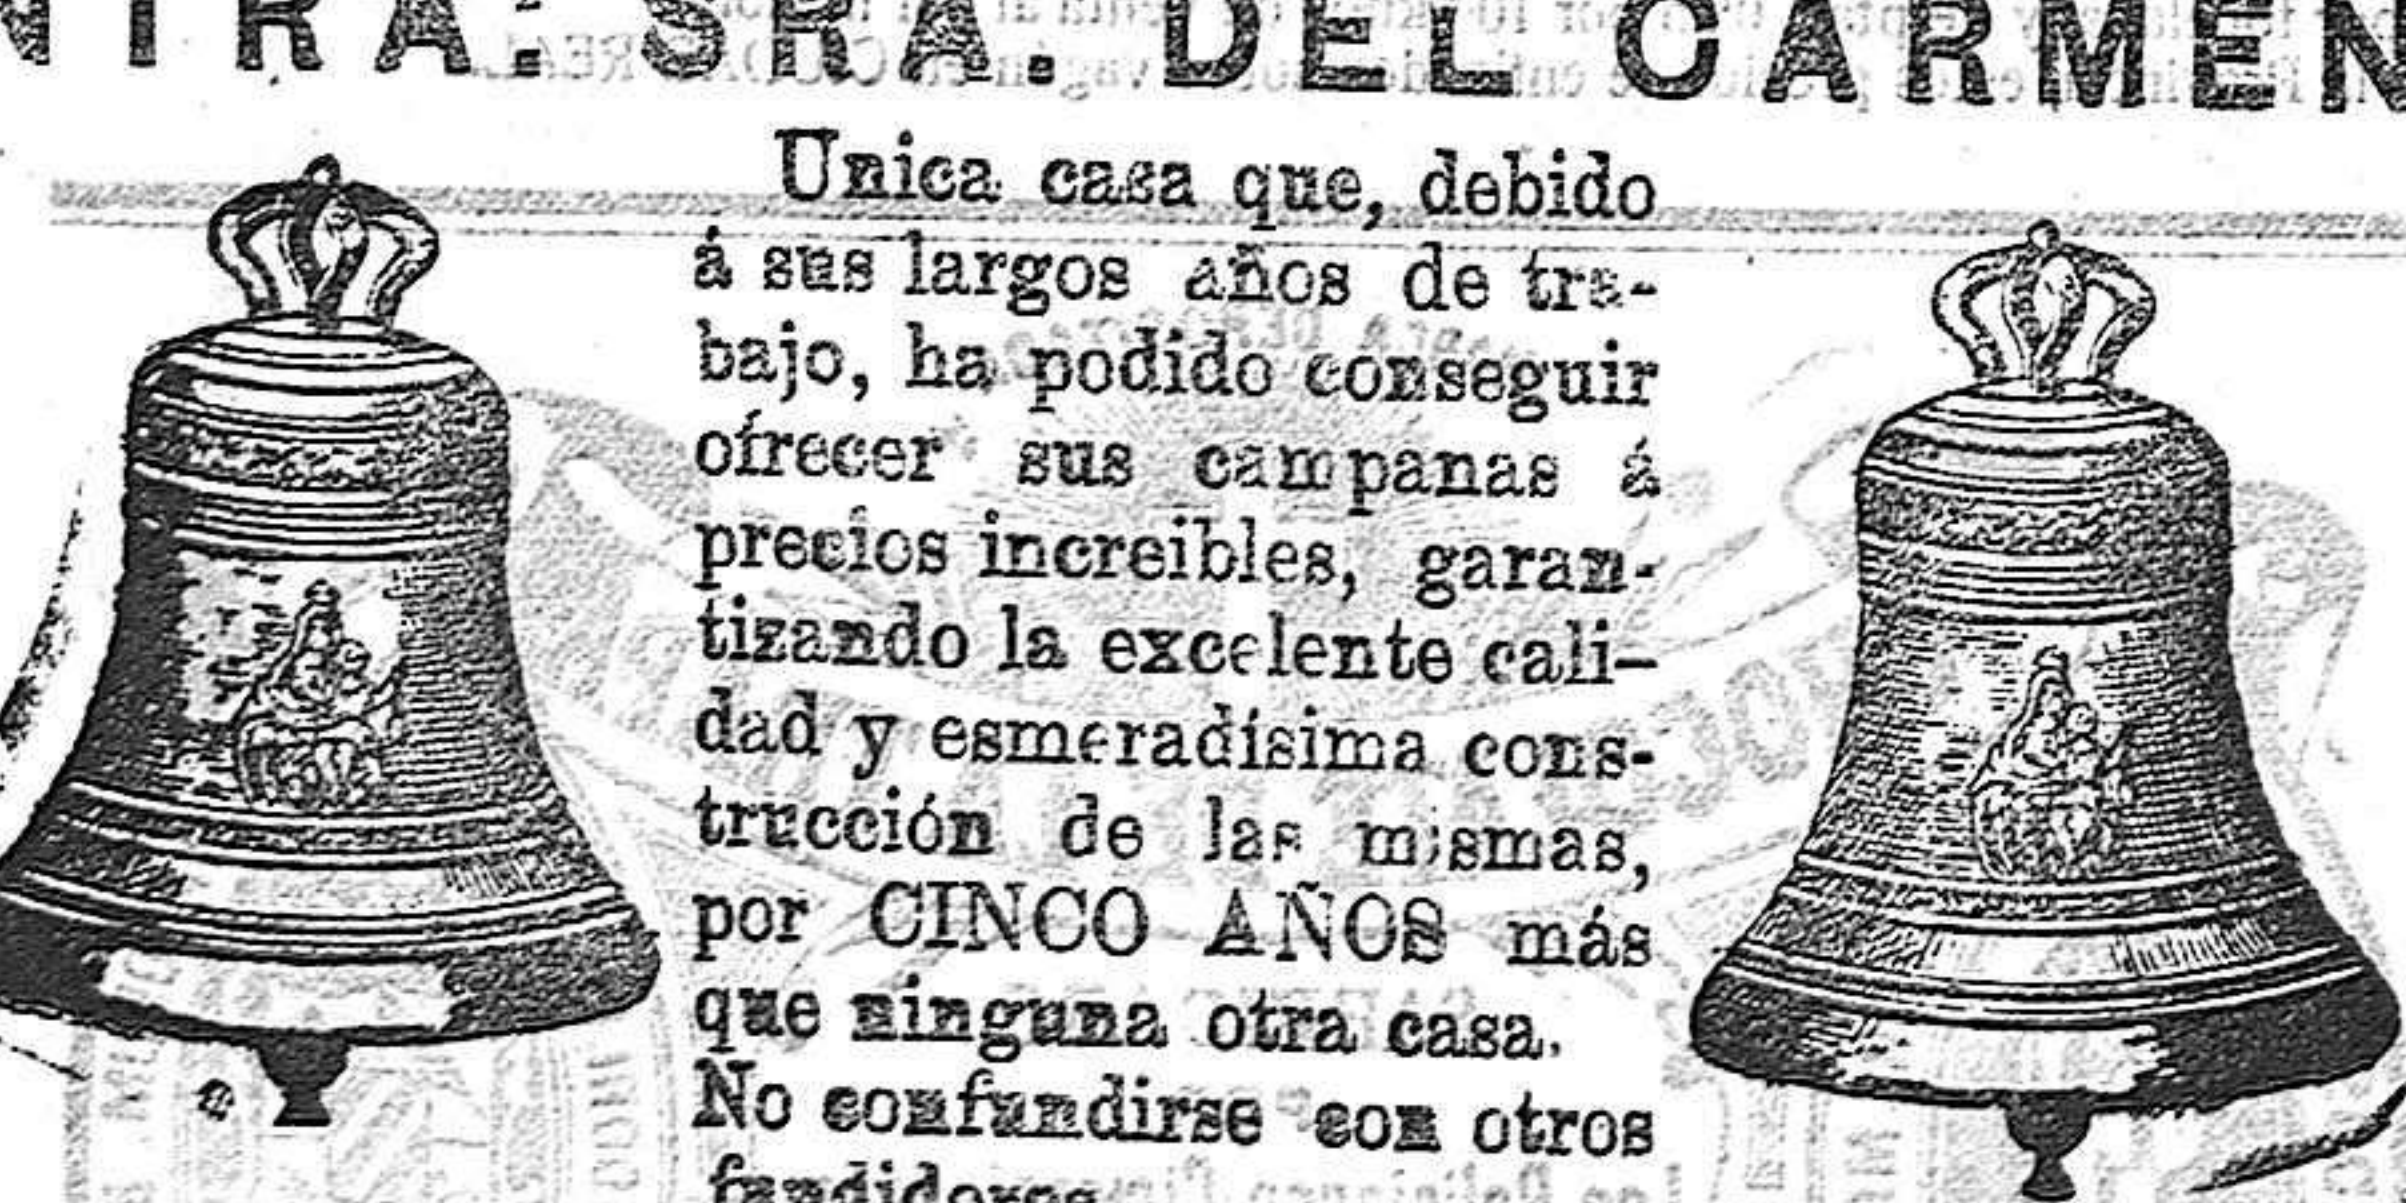 NTRA. SRA. DEL CARMEN
Unica casa que, debido
á sus largos años de tra-
bajo, ha podido conseguir
ofrecer sus campanas á
precios increibles, garan-
tizando la excelente cali-
dad y esmeradísima cons-
trucción de las mismas,
por CINCO AÑOS más
que ninguna otra casa.
No confundirse con otros
fundidores